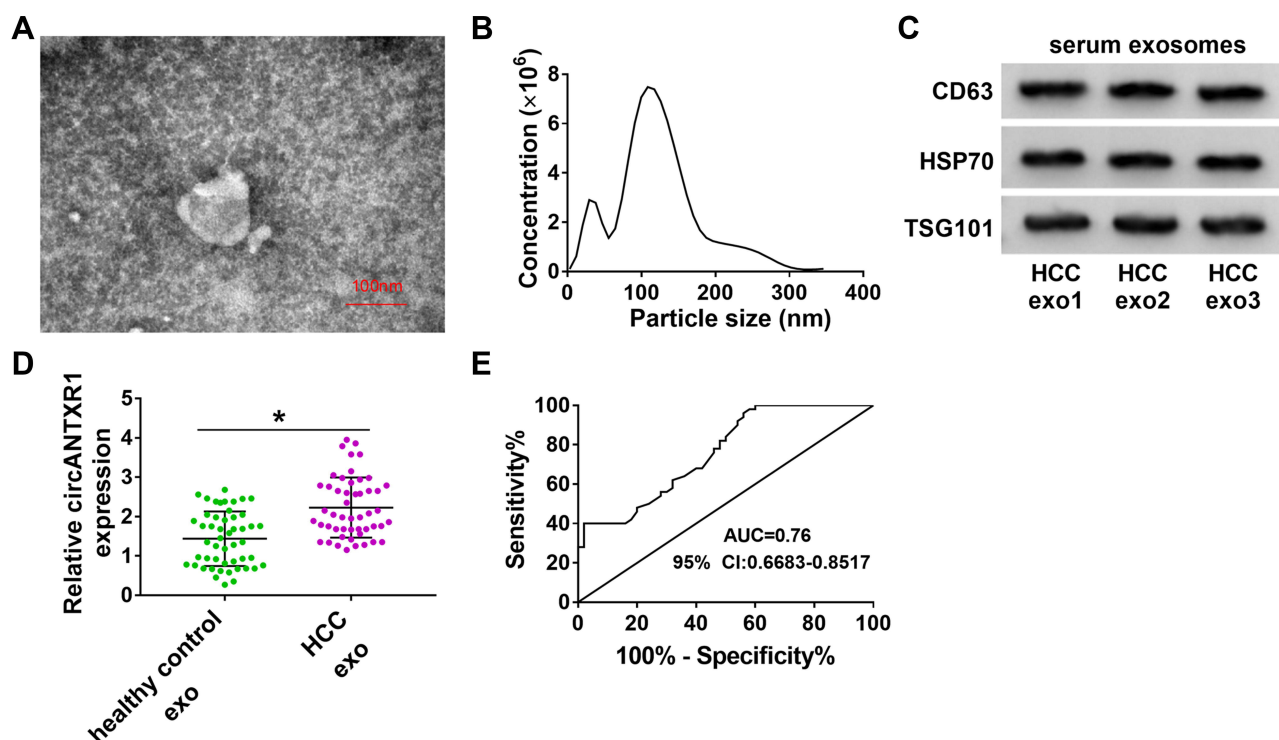 A
100nm
B
Concentration (×10⁶)
8
6
4
2
0
0 100 200 300 400
Particle size (nm)
C
serum exosomes
CD63
HSP70
TSG101
HCC HCC HCC
exo1 exo2 exo3
D
Relative circANTXR1
expression
5
4
3
2
1
0
*
healthy control
exo
HCC
exo
E
Sensitivity%
100
80
60
40
20
0
AUC=0.76
95% CI:0.6683-0.8517
0 20 40 60 80 100
100% - Specificity%